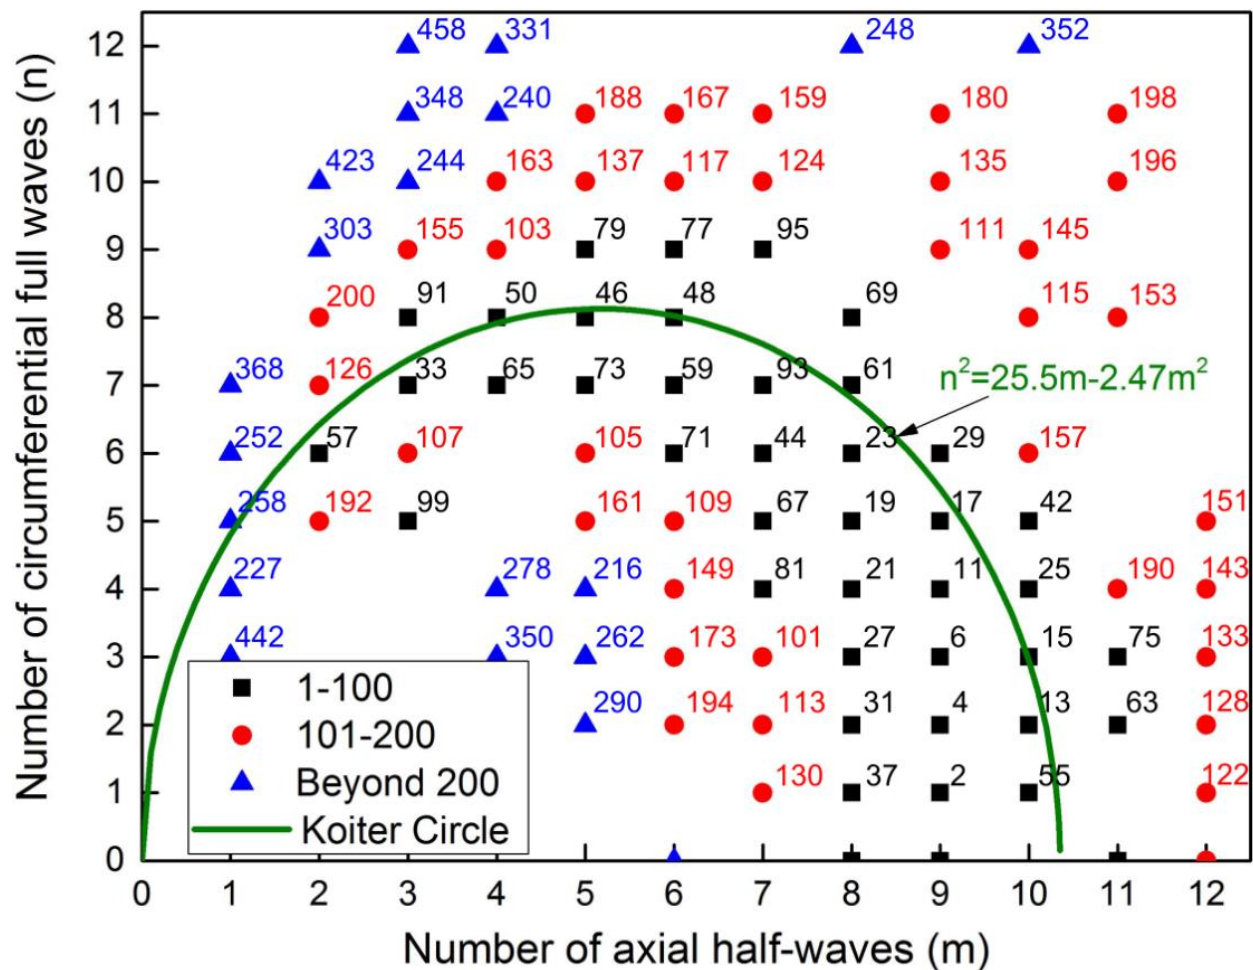 458 331 248 352
12
348 240 188 167 159 180 198
11
423 244 163 137 117 124 135 196
10
303 155 103 79 77 95 111 145
9
200 91 50 46 48 69 115 153
8
368 126 33 65 73 59 93 61 n²=25.5m-2.47m²
7
252 57 107 105 71 44 23 29 157
6
258 192 99 161 109 67 19 17 42 151
5
227 278 216 149 81 21 11 25 190 143
4
442 350 262 173 101 27 6 15 75 133
3
290 194 113 31 4 13 63 128
2
130 37 2 55 122
1
0
1-100
101-200
Beyond 200
Koiter Circle
0 1 2 3 4 5 6 7 8 9 10 11 12
Number of axial half-waves (m)
Number of circumferential full waves (n)